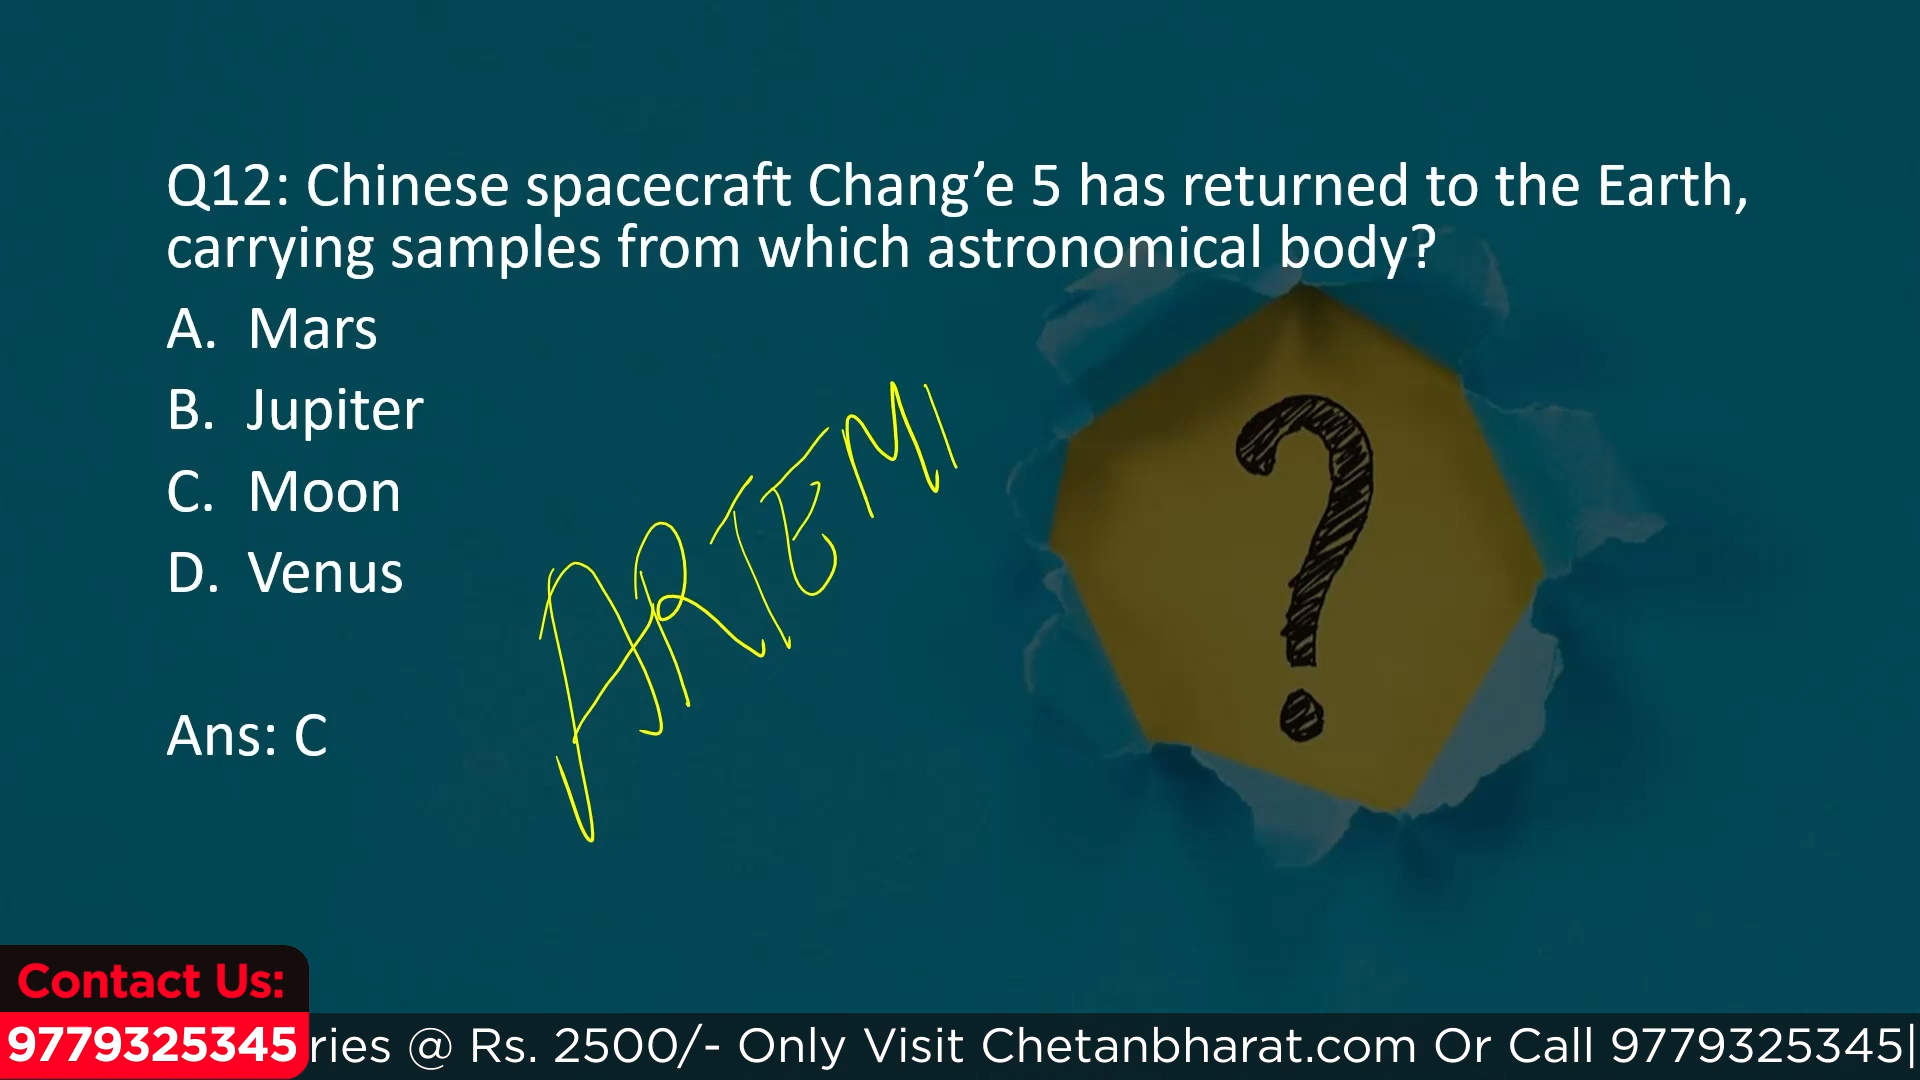 Q12: Chinese spacecraft Chang’e 5 has returned to the Earth,
carrying samples from which astronomical body?
A. Mars
B. Jupiter
C. Moon
D. Venus
ARTEMI
Ans: C
Contact Us:
9779325345
ries @ Rs. 2500/- Only Visit Chetanbharat.com Or Call 9779325345|